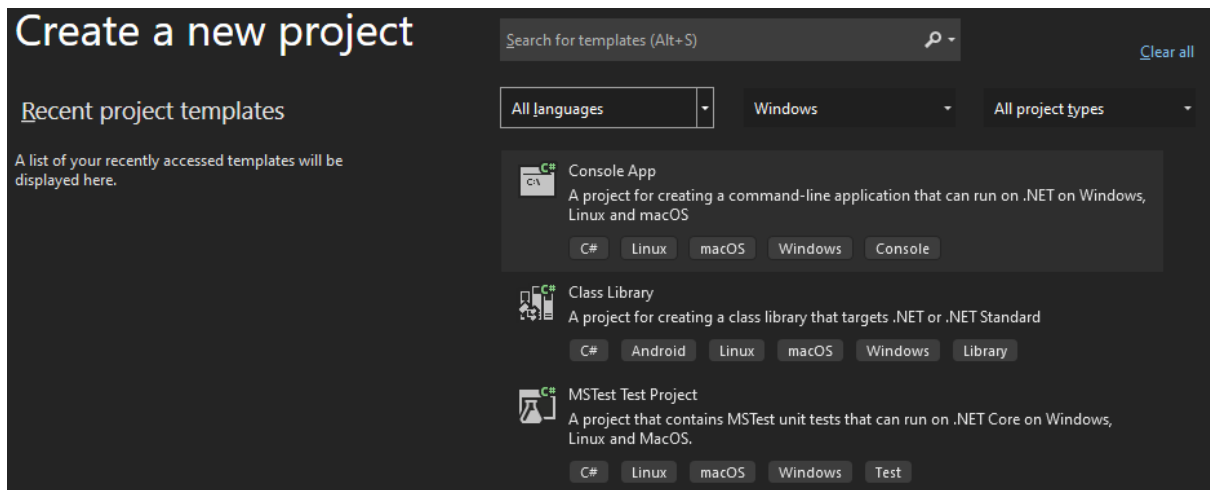 Create a new project
Search for templates (Alt+S)
Clear all
Recent project templates
All languages
Windows
All project types
A list of your recently accessed templates will be
displayed here.
C#
C:\
Console App
A project for creating a command-line application that can run on .NET on Windows,
Linux and macOS
C# Linux macOS Windows Console
C#
Class Library
A project for creating a class library that targets .NET or .NET Standard
C# Android Linux macOS Windows Library
C#
MSTest Test Project
A project that contains MSTest unit tests that can run on .NET Core on Windows,
Linux and MacOS.
C# Linux macOS Windows Test